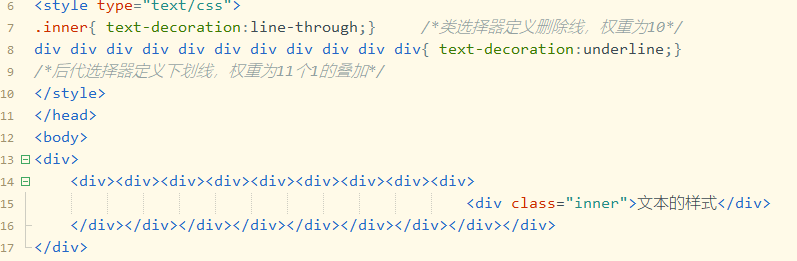 6 <style type="text/css">
7 .inner{ text-decoration:line-through;} /*类选择器定义删除线，权重为10*/
8 div div div div div div div div div div div{ text-decoration:underline;}
9 /*后代选择器定义下划线，权重为11个1的叠加*/
10 </style>
11 </head>
12 <body>
13 <div>
14 <div><div><div><div><div><div><div><div><div>
15 <div class="inner">文本的样式</div>
16 </div></div></div></div></div></div></div></div></div>
17 </div>